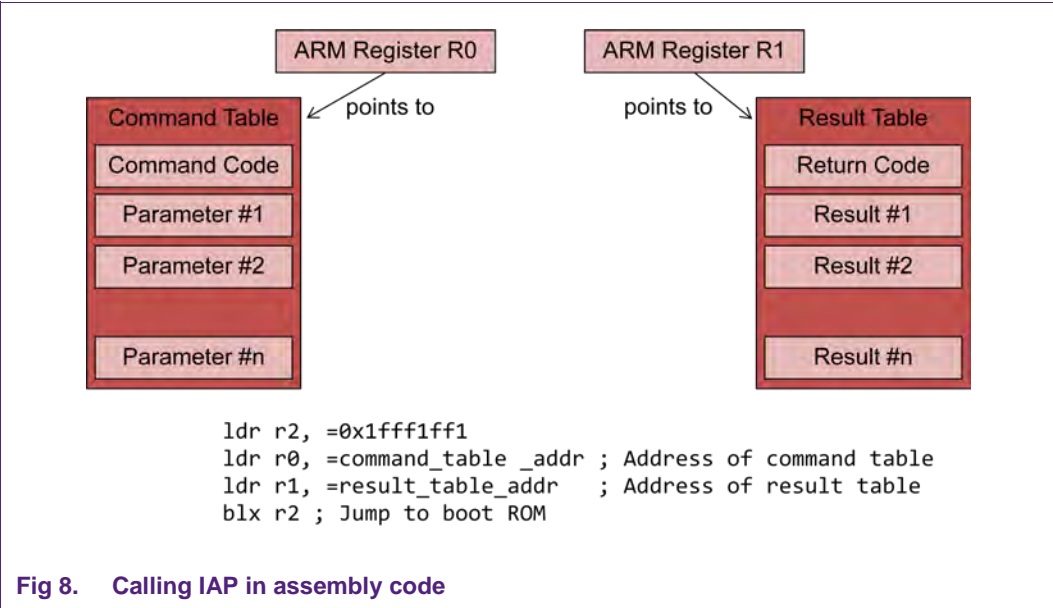 ARM Register R0
ARM Register R1
points to
points to
Command Table
Command Code
Parameter #1
Parameter #2
Parameter #n
Result Table
Return Code
Result #1
Result #2
Result #n
ldr r2, =0x1fff1ff1
ldr r0, =command_table _addr ; Address of command table
ldr r1, =result_table_addr ; Address of result table
blx r2 ; Jump to boot ROM
Fig 8. Calling IAP in assembly code